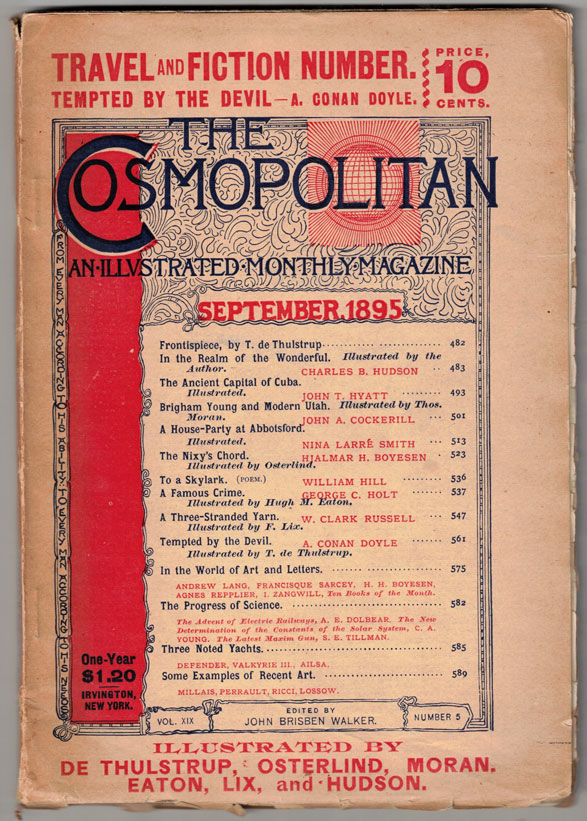 TRAVEL AND FICTION NUMBER.
TEMPTED BY THE DEVIL — A. CONAN DOYLE.
PRICE,
10
CENTS.
THE
COSMOPOLITAN
AN·ILLVSTRATED·MONTHLY·MAGAZINE
SEPTEMBER, 1895
FROM EVERY MAN ACCORDING TO HIS ABILITY: TO EVERY MAN ACCORDING TO HIS NEEDS
Frontispiece, by T. de Thulstrup 482
In the Realm of the Wonderful. Illustrated by the
Author. CHARLES B. HUDSON 483
The Ancient Capital of Cuba.
Illustrated. JOHN T. HYATT 493
Brigham Young and Modern Utah. Illustrated by Thos.
Moran. JOHN A. COCKERILL 501
A House-Party at Abbotsford.
Illustrated. NINA LARRÉ SMITH 513
The Nixy's Chord. HJALMAR H. BOYESEN 523
Illustrated by Osterlind.
To a Skylark. (POEM.) WILLIAM HILL 536
A Famous Crime. GEORGE C. HOLT 537
Illustrated by Hugh M. Eaton.
A Three-Stranded Yarn. W. CLARK RUSSELL 547
Illustrated by F. Lix.
Tempted by the Devil. A. CONAN DOYLE 561
Illustrated by T. de Thulstrup.
In the World of Art and Letters. 575
ANDREW LANG, FRANCISQUE SARCEY, H. H. BOYESEN,
AGNES REPPLIER, I. ZANGWILL, Ten Books of the Month.
The Progress of Science. 582
The Advent of Electric Railways, A. E. DOLBEAR. The New
Determination of the Constants of the Solar System, C. A.
YOUNG. The Latest Maxim Gun, S. E. TILLMAN.
Three Noted Yachts. 585
DEFENDER, VALKYRIE III., AILSA.
Some Examples of Recent Art. 589
MILLAIS, PERRAULT, RICCI, LOSSOW.
One-Year
$1.20
IRVINGTON,
NEW YORK.
VOL. XIX
EDITED BY
JOHN BRISBEN WALKER.
NUMBER 5
ILLUSTRATED BY
DE THULSTRUP, OSTERLIND, MORAN.
EATON, LIX, and HUDSON.